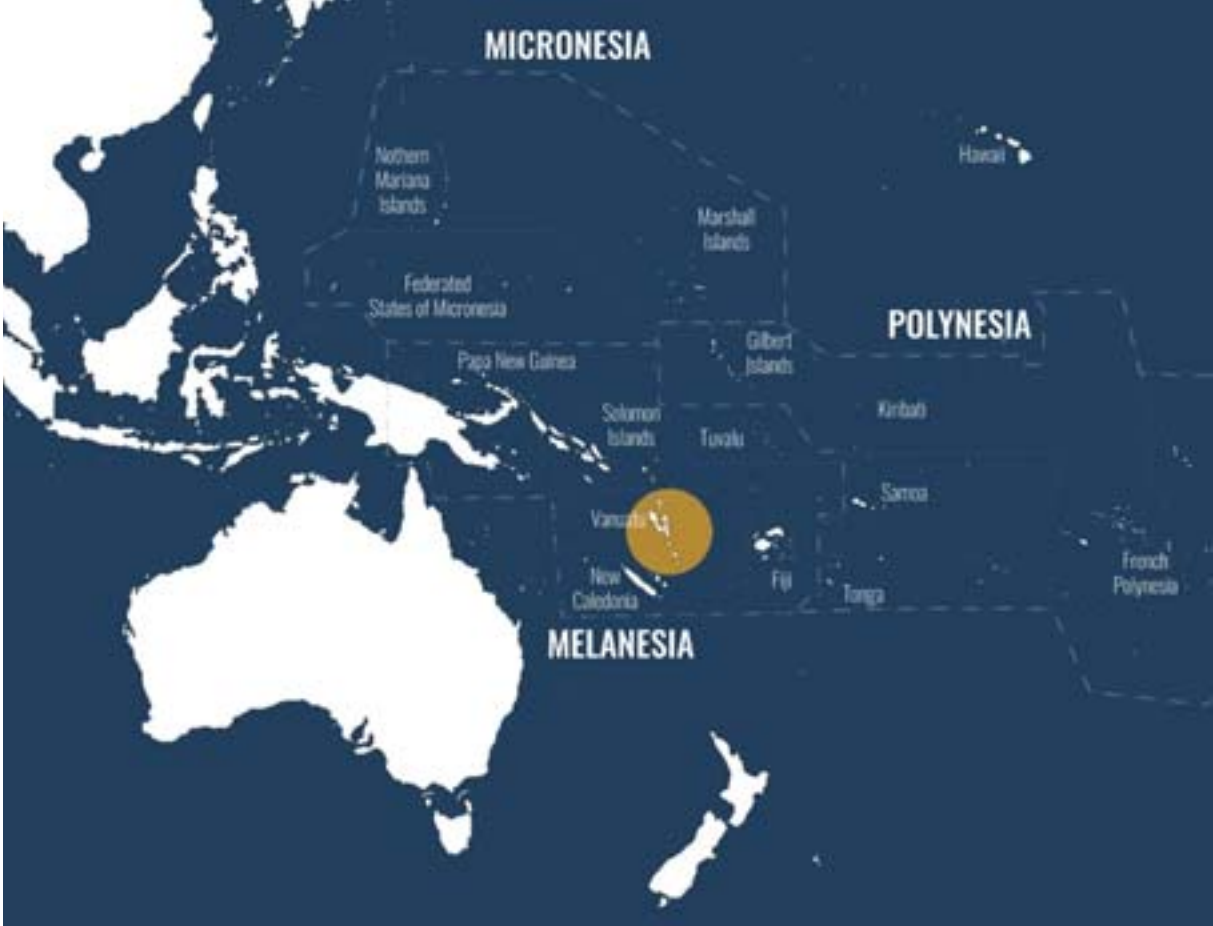 MICRONESIA
Nothern
Mariana
Islands
Hawaii
Marshall
Islands
Federated
States of Micronesia
POLYNESIA
Gilbert
Islands
Papa New Guinea
Kiribati
Solomon
Islands
Tuvalu
Samoa
Vanuatu
Fiji
French
Polynesia
New
Caledonia
Tonga
MELANESIA